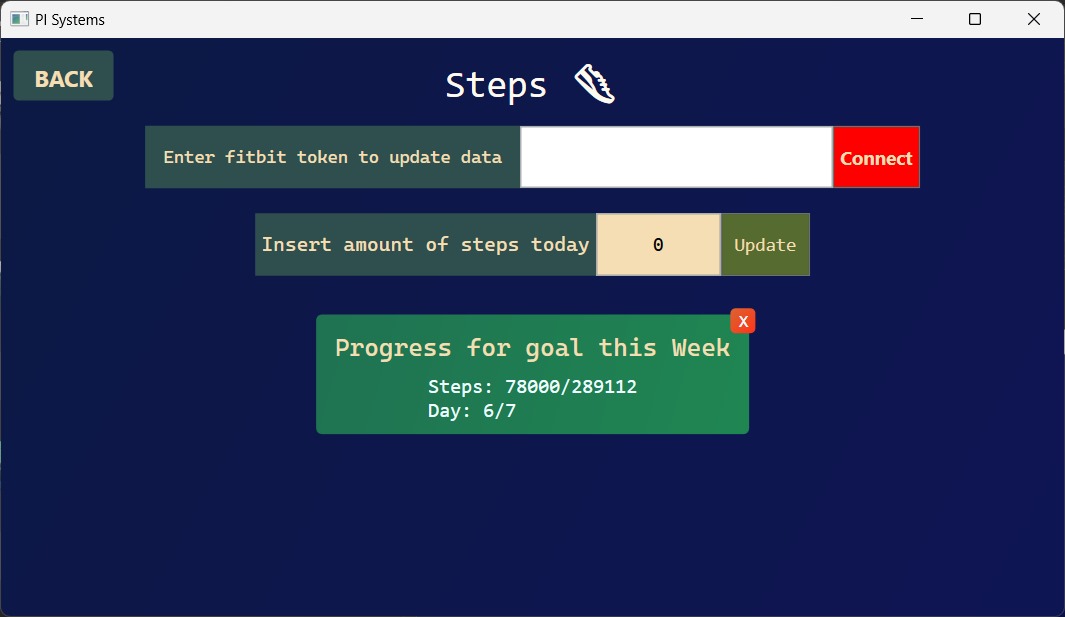 PI Systems
BACK
Steps
Enter fitbit token to update data
Connect
Insert amount of steps today
0
Update
X
Progress for goal this Week
Steps: 78000/289112
Day: 6/7